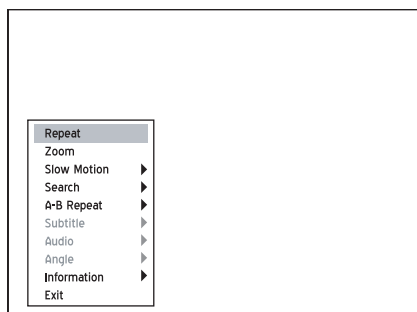 Repeat
Zoom
Slow Motion
Search
A-B Repeat
Subtitle
Audio
Angle
Information
Exit